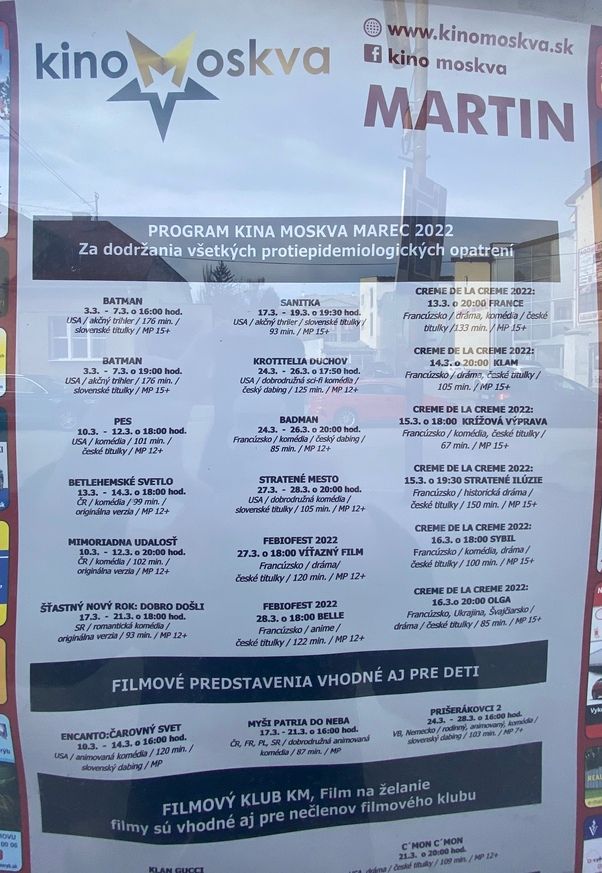 kino Moskva
www.kinomoskva.sk
kino moskva
MARTIN
PROGRAM KINA MOSKVA MAREC 2022
Za dodržania všetkých protiepidemiologických opatrení
BATMAN
3.3. - 7.3. o 16:00 hod.
USA / akčný trihler / 176 min. /
slovenské titulky / MP 15+
BATMAN
3.3. - 7.3. o 19:00 hod.
USA / akčný trihler / 176 min. /
slovenské titulky / MP 15+
PES
10.3. - 12.3. o 18:00 hod.
USA / komédia / 101 min. /
české titulky / MP 12+
BETLEHEMSKÉ SVETLO
13.3. - 14.3. o 18:00 hod.
ČR / komédia / 99 min. /
originálna verzia / MP 12+
MIMORIADNA UDALOSŤ
10.3. - 12.3. o 20:00 hod.
ČR / komédia / 102 min. /
originálna verzia / MP 12+
ŠŤASTNÝ NOVÝ ROK: DOBRO DOŠLI
17.3. - 21.3. o 18:00 hod.
SR / romantická komédia /
originálna verzia / 93 min. / MP 12+
SANITKA
17.3. - 19.3. o 19:30 hod.
USA / akčný thriler / slovenské titulky /
93 min. / MP 15+
KROTITELIA DUCHOV
24.3. - 26.3. o 17:50 hod.
USA / dobrodružná sci-fi komédia /
český dabing / 125 min. / MP 12+
BADMAN
24.3. - 26.3. o 20:00 hod.
Francúzsko / komédia / český dabing /
85 min. / MP 12+
STRATENÉ MESTO
27.3. - 28.3. o 20:00 hod.
USA / dobrodružná komédia /
slovenské titulky / 105 min. / MP 12+
FEBIOFEST 2022
27.3. o 18:00 VÍŤAZNÝ FILM
Francúzsko / dráma/
české titulky / 120 min. / MP 12+
FEBIOFEST 2022
28.3. o 18:00 BELLE
Francúzsko / anime /
české titulky / 122 min. / MP 12+
CREME DE LA CREME 2022:
13.3. o 20:00 FRANCE
Francúzsko / dráma, komédia / české
titulky /133 min. / MP 15+
CREME DE LA CREME 2022:
14.3. o 20:00 KLAM
Francúzsko / dráma, české titulky /
105 min. / MP 15+
CREME DE LA CREME 2022:
15.3. o 18:00 KRÍŽOVÁ VÝPRAVA
Francúzsko / komédia, české titulky /
67 min. / MP 15+
CREME DE LA CREME 2022:
15.3. o 19:30 STRATENÉ ILÚZIE
Francúzsko / historická dráma /
české titulky / 150 min. / MP 15+
CREME DE LA CREME 2022:
16.3. o 18:00 SYBIL
Francúzsko / komédia, dráma /
české titulky / 100 min. / MP 15+
CREME DE LA CREME 2022:
16.3.o 20:00 OLGA
Francúzsko, Ukrajina, Švajčiarsko /
dráma / české titulky / 85 min. / MP 15+
FILMOVÉ PREDSTAVENIA VHODNÉ AJ PRE DETI
ENCANTO:ČAROVNÝ SVET
10.3. - 14.3. o 16:00 hod.
USA / animovaná komédia / 120 min. /
slovenský dabing / MP
MYŠI PATRIA DO NEBA
17.3. - 21.3. o 16:00 hod.
ČR, FR, PL, SR / dobrodružná animovaná
komédia / 87 min. / MP
PRIŠERÁKOVCI 2
24.3. - 28.3. o 16:00 hod.
VB, Nemecko / rodinný, animovaný, komédia /
slovenský dabing / 103 min. / MP 7+
FILMOVÝ KLUB KM, Film na želanie
filmy sú vhodné aj pre nečlenov filmového klubu
KLAN GUCCI
C´MON C´MON
21.3. o 20:00 hod.
USA, dráma / české titulky / 109 min. / MP 12+